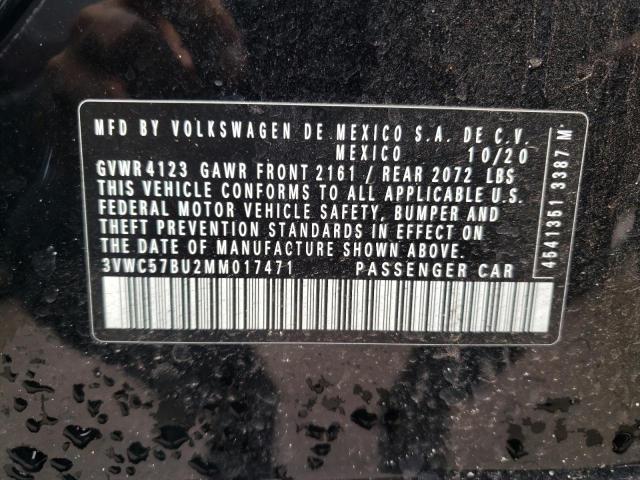 MFD BY VOLKSWAGEN DE MEXICO S.A. DE C.V.
MEXICO 10/20
GVWR 4123 GAWR FRONT 2161 / REAR 2072 LBS
THIS VEHICLE CONFORMS TO ALL APPLICABLE U.S.
FEDERAL MOTOR VEHICLE SAFETY, BUMPER AND
THEFT PREVENTION STANDARDS IN EFFECT ON
THE DATE OF MANUFACTURE SHOWN ABOVE.
3VWC57BU2MM017471 PASSENGER CAR
4541351 3387 M